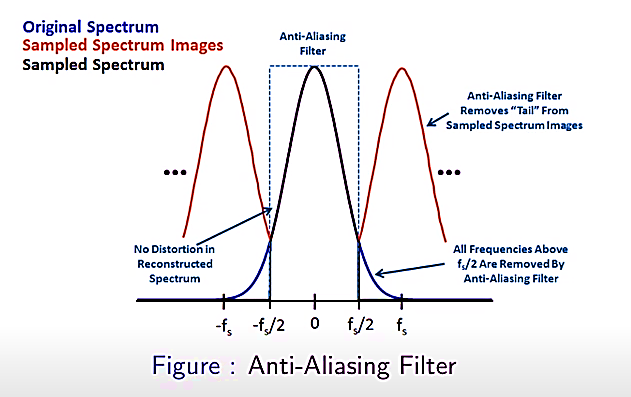 Original Spectrum
Sampled Spectrum Images
Sampled Spectrum
Anti-Aliasing
Filter
Anti-Aliasing Filter
Removes "Tail" From
Sampled Spectrum Images
...
...
No Distortion in
Reconstructed
Spectrum
All Frequencies Above
fs/2 Are Removed By
Anti-Aliasing Filter
-fs -fs/2 0 fs/2 fs
Figure : Anti-Aliasing Filter